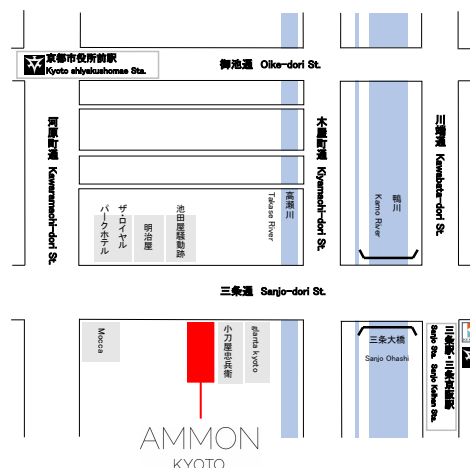 京都市役所前駅
Kyoto shiyakushomae Sta.
御池通 Oike-dori St.
河原町通 Kawaramachi-dori St.
木屋町通 Kiyamachi-dori St.
川端通 Kawabata-dori St.
ザ・ロイヤル
パークホテル
明治屋
池田屋騒動跡
高瀬川
Takase River
鴨川
Kamo River
三条通 Sanjo-dori St.
Mocca
小刀屋忠兵衛
gianta kyoto
三条大橋
Sanjo Ohashi
三条駅・三条京阪駅
Sanjo Sta. Sanjo Keihan Sta.
AMMON
KYOTO